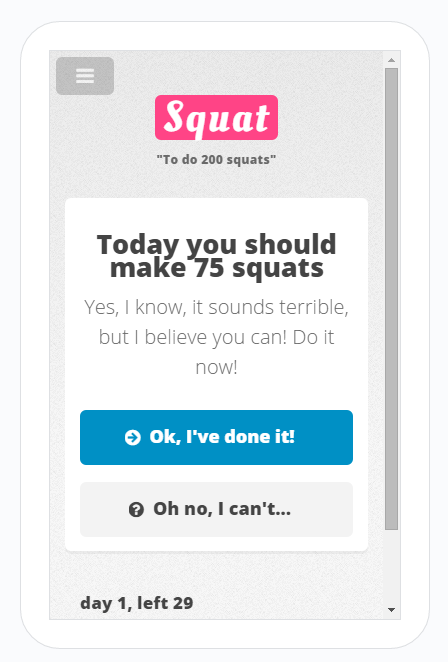 Squat
"To do 200 squats"
Today you should
make 75 squats
Yes, I know, it sounds terrible,
but I believe you can! Do it
now!
Ok, I've done it!
Oh no, I can't...
day 1, left 29